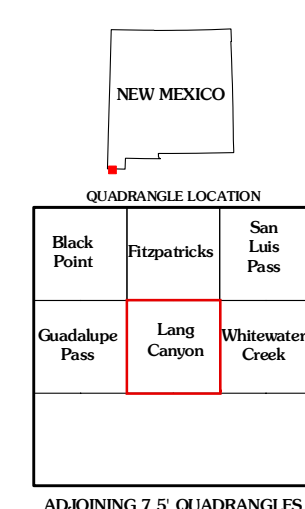 NEW MEXICO
QUADRANGLE LOCATION
Black
Point
Fitzpatricks
San
Luis
Pass
Guadalupe
Pass
Lang
Canyon
Whitewater
Creek
ADJOINING 7.5' QUADRANGLES